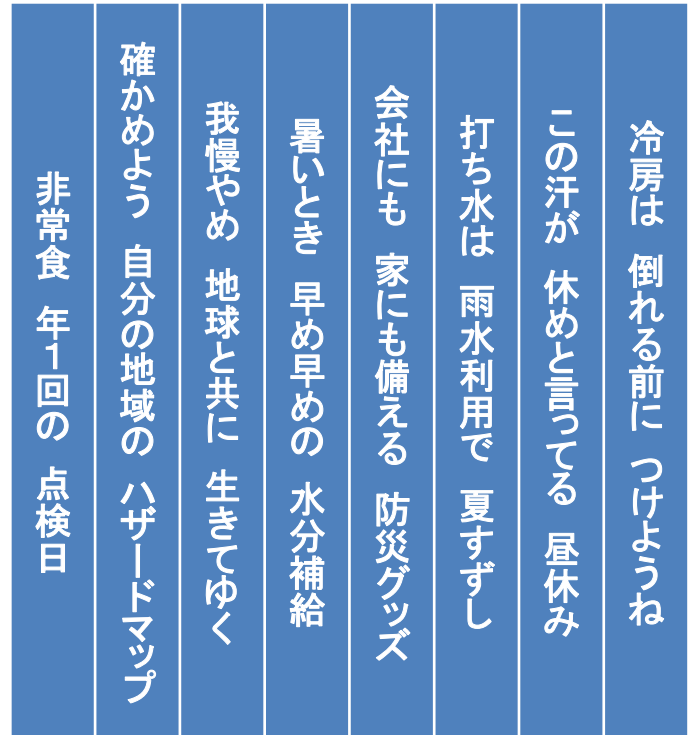 冷房は　倒れる前に　つけようね
この汗が　休めと言ってる　昼休み
打ち水は　雨水利用で　夏すずし
会社にも　家にも備える　防災グッズ
暑いとき　早め早めの　水分補給
我慢やめ　地球と共に　生きてゆく
確かめよう　自分の地域の　ハザードマップ
非常食　年１回の　点検日